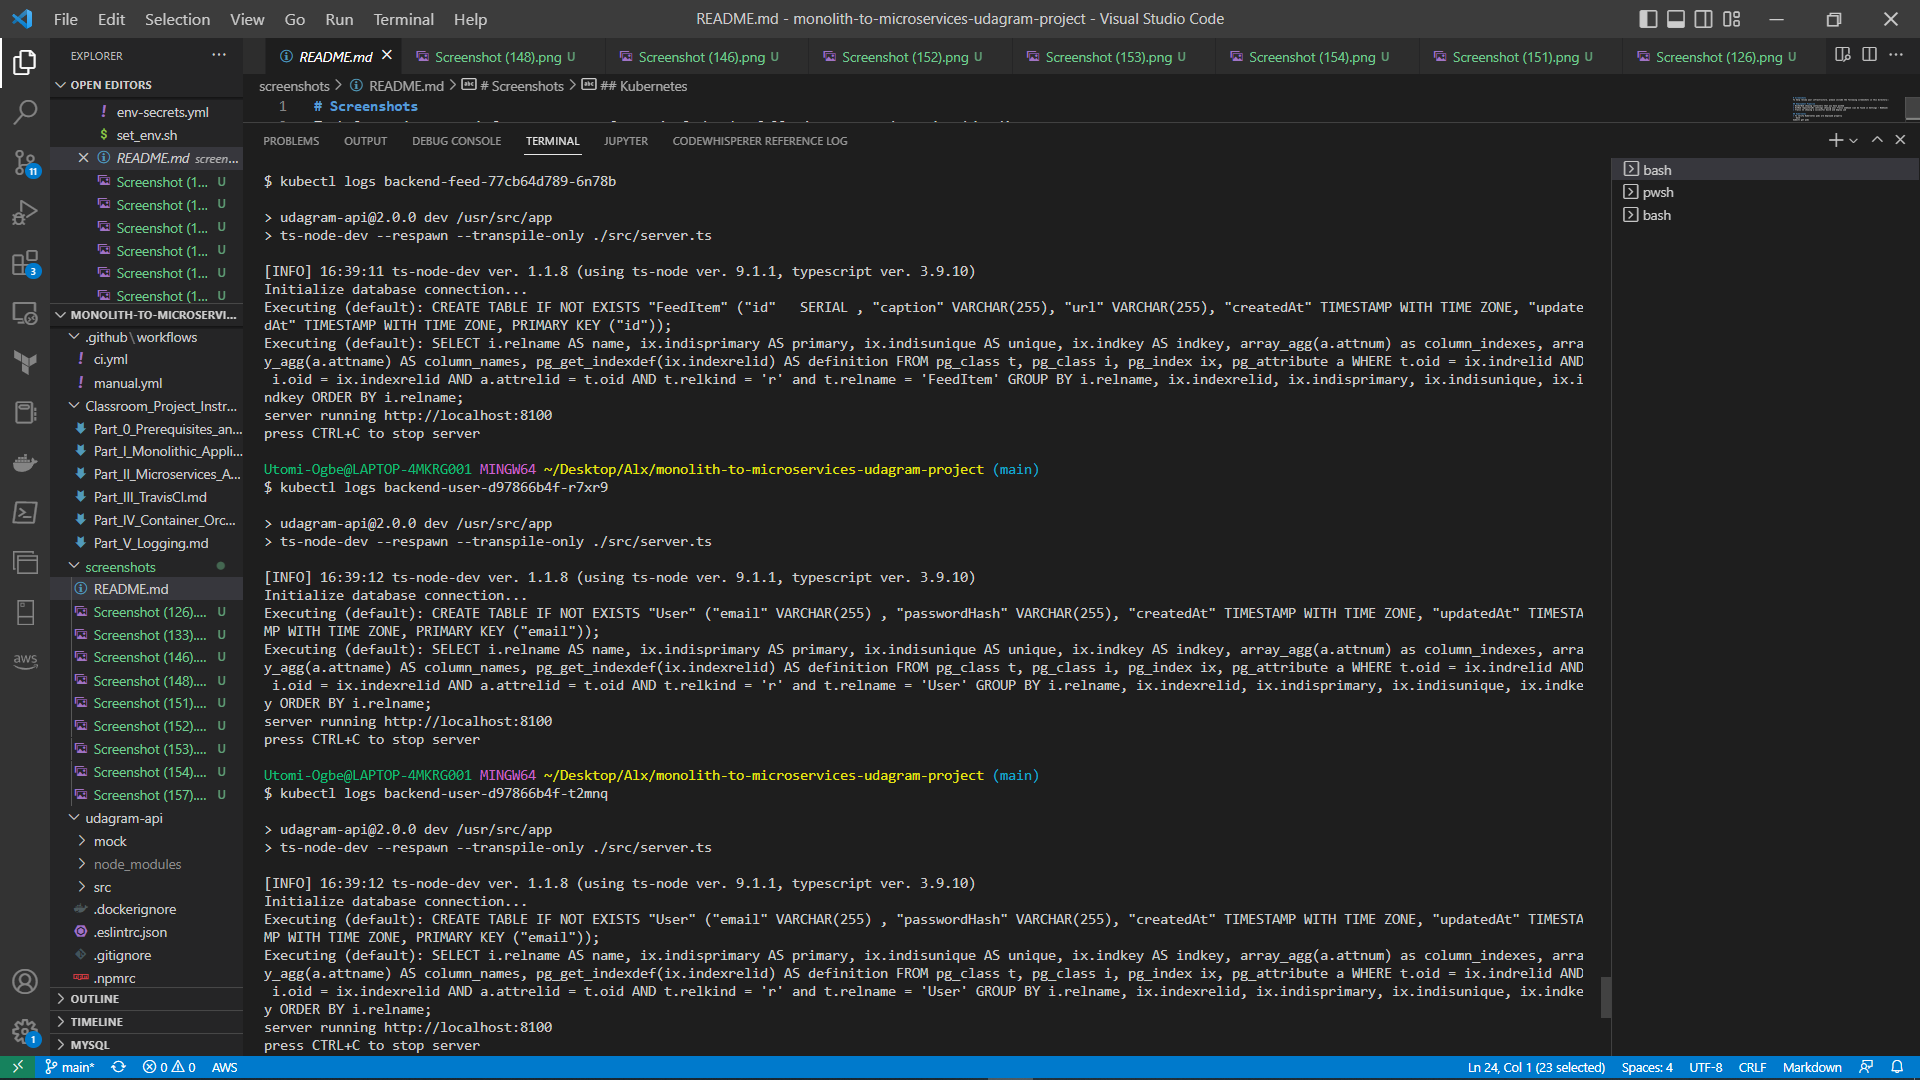 File Edit Selection View Go Run Terminal Help
README.md - monolith-to-microservices-udagram-project - Visual Studio Code
EXPLORER
OPEN EDITORS
env-secrets.yml
set_env.sh
README.md screen...
Screenshot (1... U
Screenshot (1... U
Screenshot (1... U
Screenshot (1... U
Screenshot (1... U
Screenshot (1... U
MONOLITH-TO-MICROSERVI...
.github\workflows
ci.yml
manual.yml
Classroom_Project_Instr...
Part_0_Prerequisites_an...
Part_I_Monolithic_Appli...
Part_II_Microservices_A...
Part_III_TravisCI.md
Part_IV_Container_Orc...
Part_V_Logging.md
screenshots
README.md
Screenshot (126).... U
Screenshot (133).... U
Screenshot (146).... U
Screenshot (148).... U
Screenshot (151).... U
Screenshot (152).... U
Screenshot (153).... U
Screenshot (154).... U
Screenshot (157).... U
udagram-api
mock
node_modules
src
.dockerignore
.eslintrc.json
.gitignore
.npmrc
OUTLINE
TIMELINE
MYSQL
11
3
aws
1
README.md
Screenshot (148).png U
Screenshot (146).png U
Screenshot (152).png U
Screenshot (153).png U
Screenshot (154).png U
Screenshot (151).png U
Screenshot (126).png U
screenshots > README.md > # Screenshots > ## Kubernetes
1 # Screenshots
PROBLEMS OUTPUT DEBUG CONSOLE TERMINAL JUPYTER CODEWHISPERER REFERENCE LOG
$ kubectl logs backend-feed-77cb64d789-6n78b
> udagram-api@2.0.0 dev /usr/src/app
> ts-node-dev --respawn --transpile-only ./src/server.ts
[INFO] 16:39:11 ts-node-dev ver. 1.1.8 (using ts-node ver. 9.1.1, typescript ver. 3.9.10)
Initialize database connection...
Executing (default): CREATE TABLE IF NOT EXISTS "FeedItem" ("id"   SERIAL , "caption" VARCHAR(255), "url" VARCHAR(255), "createdAt" TIMESTAMP WITH TIME ZONE, "update
dAt" TIMESTAMP WITH TIME ZONE, PRIMARY KEY ("id"));
Executing (default): SELECT i.relname AS name, ix.indisprimary AS primary, ix.indisunique AS unique, ix.indkey AS indkey, array_agg(a.attnum) as column_indexes, arra
y_agg(a.attname) AS column_names, pg_get_indexdef(ix.indexrelid) AS definition FROM pg_class t, pg_class i, pg_index ix, pg_attribute a WHERE t.oid = ix.indrelid AND
i.oid = ix.indexrelid AND a.attrelid = t.oid AND t.relkind = 'r' and t.relname = 'FeedItem' GROUP BY i.relname, ix.indexrelid, ix.indisprimary, ix.indisunique, ix.i
ndkey ORDER BY i.relname;
server running http://localhost:8100
press CTRL+C to stop server
Utomi-Ogbe@LAPTOP-4MKRG001 MINGW64 ~/Desktop/Alx/monolith-to-microservices-udagram-project (main)
$ kubectl logs backend-user-d97866b4f-r7xr9
> udagram-api@2.0.0 dev /usr/src/app
> ts-node-dev --respawn --transpile-only ./src/server.ts
[INFO] 16:39:12 ts-node-dev ver. 1.1.8 (using ts-node ver. 9.1.1, typescript ver. 3.9.10)
Initialize database connection...
Executing (default): CREATE TABLE IF NOT EXISTS "User" ("email" VARCHAR(255) , "passwordHash" VARCHAR(255), "createdAt" TIMESTAMP WITH TIME ZONE, "updatedAt" TIMESTA
MP WITH TIME ZONE, PRIMARY KEY ("email"));
Executing (default): SELECT i.relname AS name, ix.indisprimary AS primary, ix.indisunique AS unique, ix.indkey AS indkey, array_agg(a.attnum) as column_indexes, arra
y_agg(a.attname) AS column_names, pg_get_indexdef(ix.indexrelid) AS definition FROM pg_class t, pg_class i, pg_index ix, pg_attribute a WHERE t.oid = ix.indrelid AND
i.oid = ix.indexrelid AND a.attrelid = t.oid AND t.relkind = 'r' and t.relname = 'User' GROUP BY i.relname, ix.indexrelid, ix.indisprimary, ix.indisunique, ix.indke
y ORDER BY i.relname;
server running http://localhost:8100
press CTRL+C to stop server
Utomi-Ogbe@LAPTOP-4MKRG001 MINGW64 ~/Desktop/Alx/monolith-to-microservices-udagram-project (main)
$ kubectl logs backend-user-d97866b4f-t2mnq
> udagram-api@2.0.0 dev /usr/src/app
> ts-node-dev --respawn --transpile-only ./src/server.ts
[INFO] 16:39:12 ts-node-dev ver. 1.1.8 (using ts-node ver. 9.1.1, typescript ver. 3.9.10)
Initialize database connection...
Executing (default): CREATE TABLE IF NOT EXISTS "User" ("email" VARCHAR(255) , "passwordHash" VARCHAR(255), "createdAt" TIMESTAMP WITH TIME ZONE, "updatedAt" TIMESTA
MP WITH TIME ZONE, PRIMARY KEY ("email"));
Executing (default): SELECT i.relname AS name, ix.indisprimary AS primary, ix.indisunique AS unique, ix.indkey AS indkey, array_agg(a.attnum) as column_indexes, arra
y_agg(a.attname) AS column_names, pg_get_indexdef(ix.indexrelid) AS definition FROM pg_class t, pg_class i, pg_index ix, pg_attribute a WHERE t.oid = ix.indrelid AND
i.oid = ix.indexrelid AND a.attrelid = t.oid AND t.relkind = 'r' and t.relname = 'User' GROUP BY i.relname, ix.indexrelid, ix.indisprimary, ix.indisunique, ix.indke
y ORDER BY i.relname;
server running http://localhost:8100
press CTRL+C to stop server
bash
pwsh
bash
main* 0 0 AWS
Ln 24, Col 1 (23 selected) Spaces: 4 UTF-8 CRLF Markdown